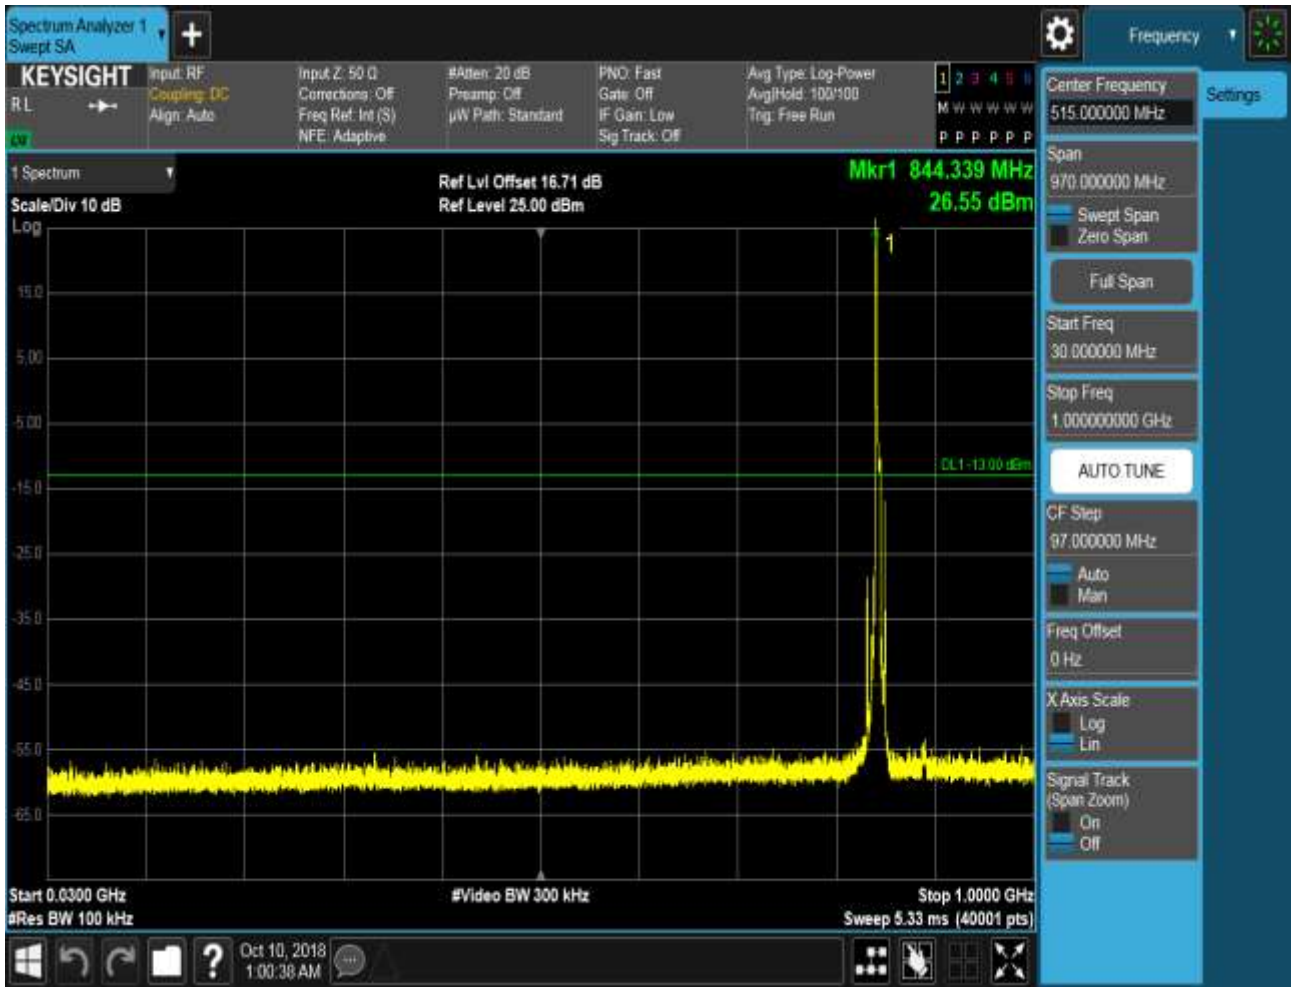 Spectrum Analyzer 1
Swept SA
Frequency
KEYSIGHT
R L
Input: RF
Coupling: DC
Align: Auto
Input Z: 50 Ω
Corrections: Off
Freq Ref: Int (S)
NFE: Adaptive
#Atten: 20 dB
Preamp: Off
µW Path: Standard
PNO: Fast
Gate: Off
IF Gain: Low
Sig Track: Off
Avg Type: Log-Power
Avg|Hold: 100/100
Trig: Free Run
1 2 3 4 5 6
M W W W W W
P P P P P P
1 Spectrum
Scale/Div 10 dB
Log
Ref Lvl Offset 16.71 dB
Ref Level 25.00 dBm
Mkr1 844.339 MHz
26.55 dBm
1
15.0
5.00
-5.00
DL1 -13.00 dBm
-15.0
-25.0
-35.0
-45.0
-55.0
-65.0
Start 0.0300 GHz
#Res BW 100 kHz
#Video BW 300 kHz
Stop 1.0000 GHz
Sweep 5.33 ms (40001 pts)
Oct 10, 2018
1:00:38 AM
Center Frequency
515.000000 MHz
Settings
Span
970.000000 MHz
Swept Span
Zero Span
Full Span
Start Freq
30.000000 MHz
Stop Freq
1.000000000 GHz
AUTO TUNE
CF Step
97.000000 MHz
Auto
Man
Freq Offset
0 Hz
X Axis Scale
Log
Lin
Signal Track
(Span Zoom)
On
Off